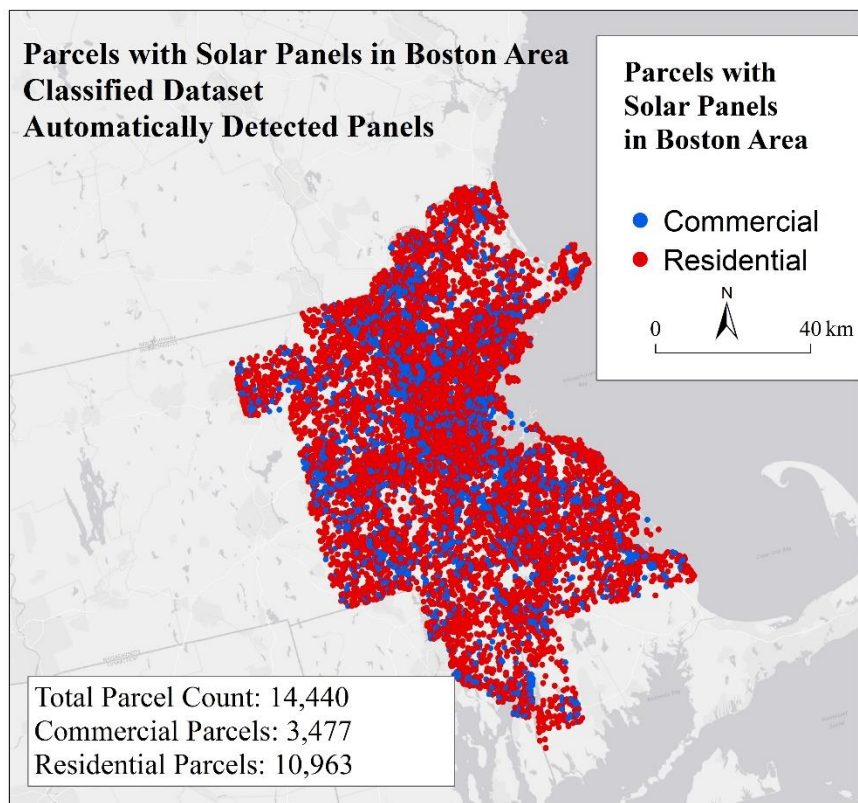 Parcels with Solar Panels in Boston Area
Classified Dataset
Automatically Detected Panels
Parcels with
Solar Panels
in Boston Area
Commercial
Residential
N
0
40 km
Total Parcel Count: 14,440
Commercial Parcels: 3,477
Residential Parcels: 10,963